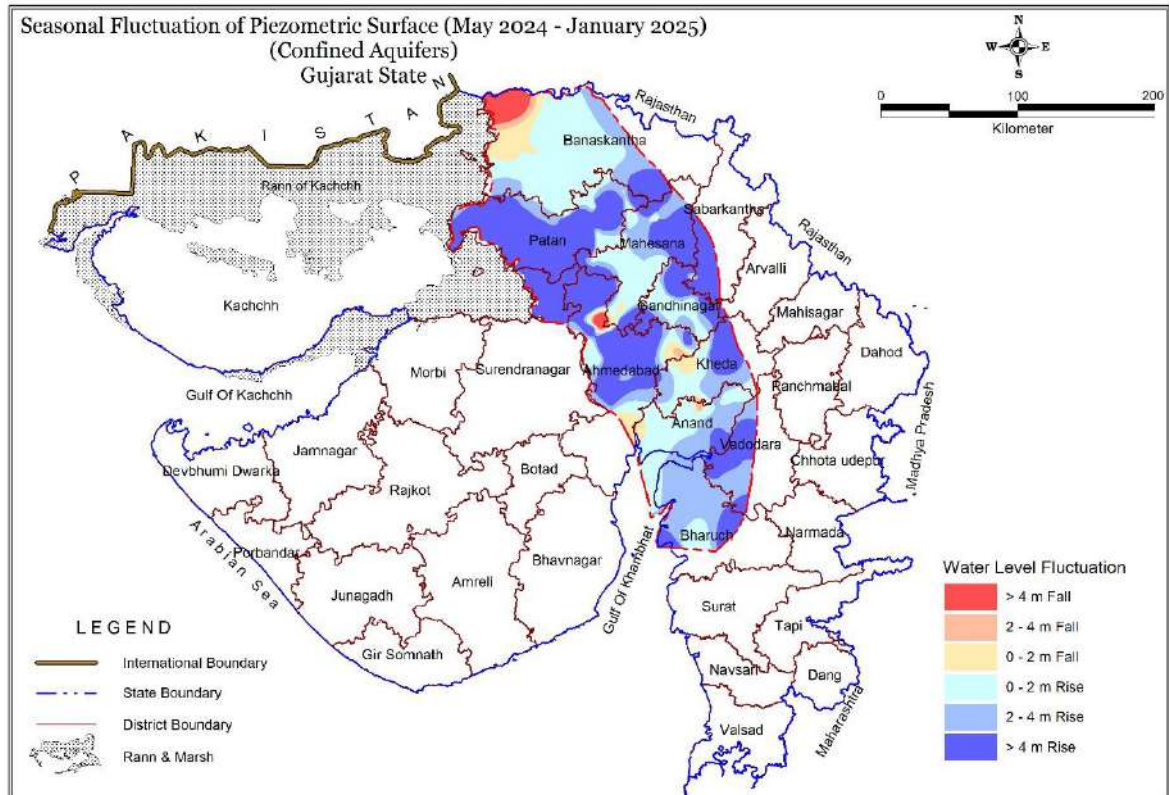 Seasonal Fluctuation of Piezometric Surface (May 2024 - January 2025)
(Confined Aquifers)
Gujarat State
N
W E
S
0 100 200
Kilometer
PAKISTAN
Rajasthan
Banaskantha
Rann of Kachchh
Sabarkantha
Patan
Mahesana
Rajasthan
Arvalli
Kachchh
Gandhinagar
Mahisagar
Dahod
Morbi
Surendranagar
Ahmedabad
Kheda
Panchmahal
Gulf Of Kachchh
Anand
Madhya Pradesh
Jamnagar
Vadodara
Devbhumi Dwarka
Botad
Chhota udepur
Rajkot
Arabian Sea
Bharuch
Narmada
Porbandar
Bhavnagar
Gulf Of Khambhat
Amreli
Junagadh
Surat
Tapi
Gir Somnath
Navsari
Dang
Maharashtra
Valsad
LEGEND
International Boundary
State Boundary
District Boundary
Rann & Marsh
Water Level Fluctuation
> 4 m Fall
2 - 4 m Fall
0 - 2 m Fall
0 - 2 m Rise
2 - 4 m Rise
> 4 m Rise